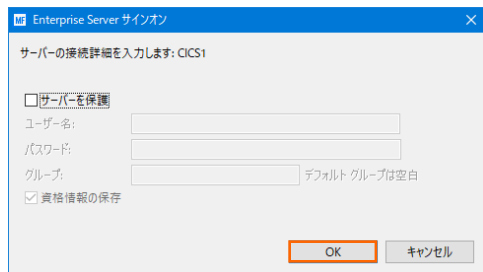 MF Enterprise Server サインオン
サーバーの接続詳細を入力します: CICS1
サーバーを保護
ユーザー名:
パスワード:
グループ: デフォルト グループは空白
資格情報の保存
OK キャンセル